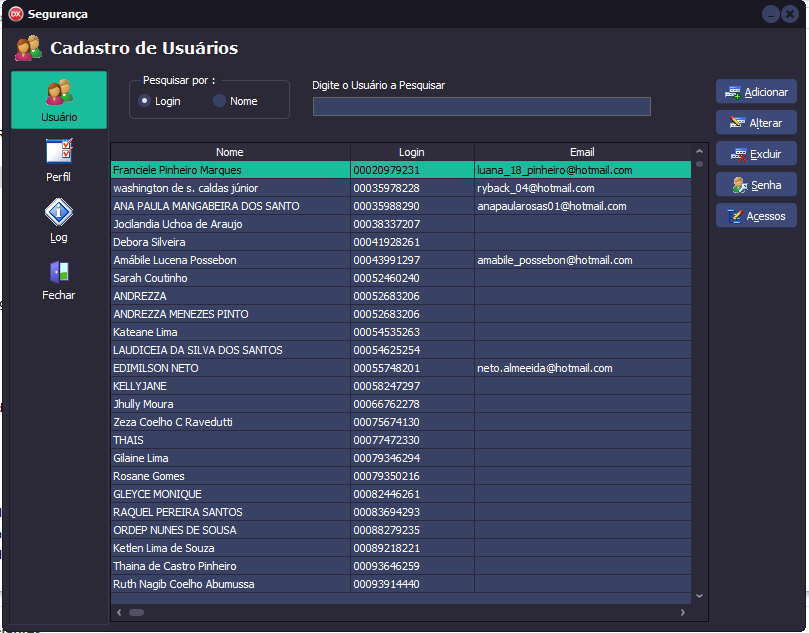 DX Segurança
Cadastro de Usuários
Usuário
Perfil
Log
Fechar
Pesquisar por :
Login Nome
Digite o Usuário a Pesquisar
Adicionar
Alterar
Excluir
Senha
Acessos
Nome Login Email
Franciele Pinheiro Marques 00020979231 luana_18_pinheiro@hotmail.com
washington de s. caldas júnior 00035978228 ryback_04@hotmail.com
ANA PAULA MANGABEIRA DOS SANTO 00035988290 anapaularosas01@hotmail.com
Jocilandia Uchoa de Araujo 00038337207
Debora Silveira 00041928261
Amábile Lucena Possebon 00043991297 amabile_possebon@hotmail.com
Sarah Coutinho 00052460240
ANDREZZA 00052683206
ANDREZZA MENEZES PINTO 00052683206
Kateane Lima 00054535263
LAUDICEIA DA SILVA DOS SANTOS 00054625254
EDIMILSON NETO 00055748201 neto.almeeida@hotmail.com
KELLYJANE 00058247297
Jhully Moura 00066762278
Zeza Coelho C Ravedutti 00075674130
THAIS 00077472330
Gilaine Lima 00079346294
Rosane Gomes 00079350216
GLEYCE MONIQUE 00082446261
RAQUEL PEREIRA SANTOS 00083694293
ORDEP NUNES DE SOUSA 00088279235
Ketlen Lima de Souza 00089218221
Thaina de Castro Pinheiro 00093646259
Ruth Nagib Coelho Abumussa 00093914440